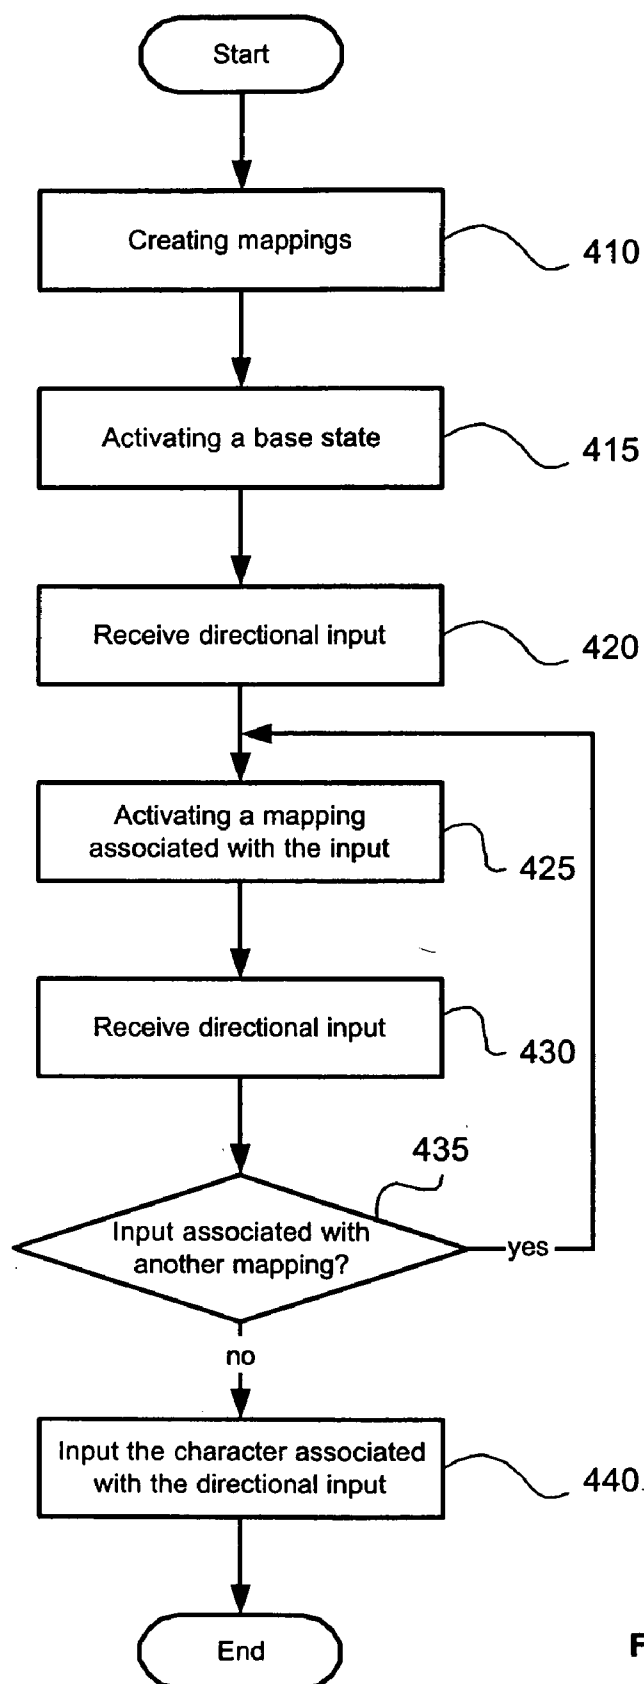 Start
Creating mappings
410
Activating a base state
415
Receive directional input
420
Activating a mapping
associated with the input
425
Receive directional input
430
435
Input associated with
another mapping?
yes
no
Input the character associated
with the directional input
440
End
F